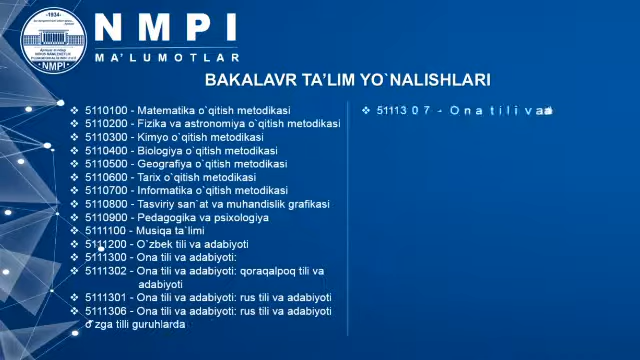 -1934-
NMPI
NMPI
MA’LUMOTLAR
BAKALAVR TA’LIM YO`NALISHLARI
❖ 5110100 - Matematika o`qitish metodikasi
❖ 5110200 - Fizika va astronomiya o`qitish metodikasi
❖ 5110300 - Kimyo o`qitish metodikasi
❖ 5110400 - Biologiya o`qitish metodikasi
❖ 5110500 - Geografiya o`qitish metodikasi
❖ 5110600 - Tarix o`qitish metodikasi
❖ 5110700 - Informatika o`qitish metodikasi
❖ 5110800 - Tasviriy san`at va muhandislik grafikasi
❖ 5110900 - Pedagogika va psixologiya
❖ 5111100 - Musiqa ta`limi
❖ 5111200 - O`zbek tili va adabiyoti
❖ 5111300 - Ona tili va adabiyoti:
❖ 5111302 - Ona tili va adabiyoti: qoraqalpoq tili va
adabiyoti
❖ 5111301 - Ona tili va adabiyoti: rus tili va adabiyoti
❖ 5111306 - Ona tili va adabiyoti: rus tili va adabiyoti
o`zga tilli guruhlarda
❖ 5111307 - Ona tili va